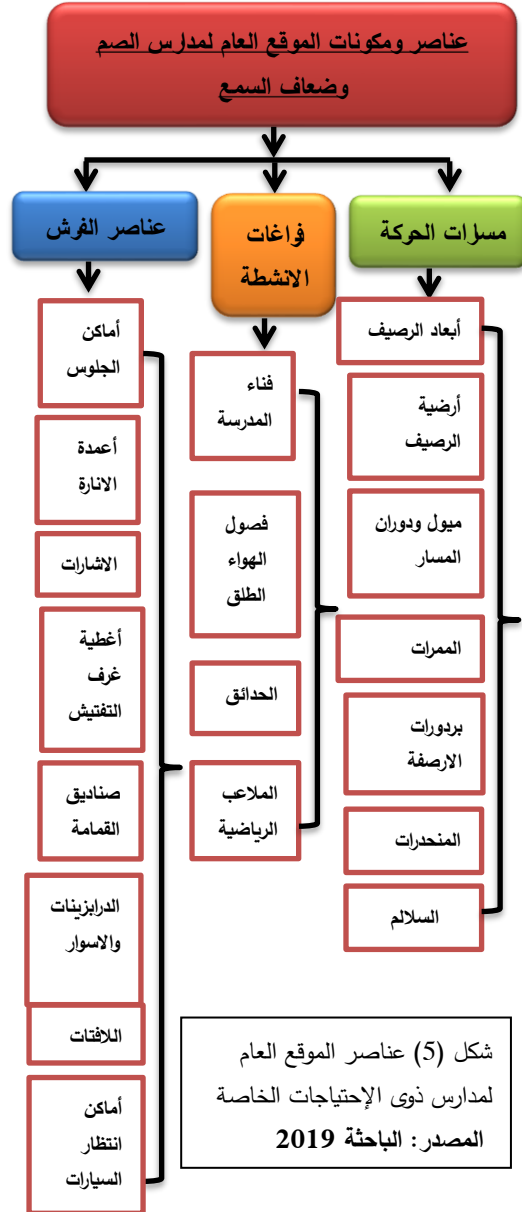 عناصر ومكونات الموقع العام لمدارس الصم
وضعاف السمع
مسارات الحركة
أبعاد الرصيف
أرضية
الرصيف
ميول ودوران
المسار
الممرات
بردورات
الارصفة
المنحدرات
السلالم
فراغات
الانشطة
فناء
المدرسة
فصول
الهواء
الطلق
الحدائق
الملاعب
الرياضية
عناصر الفرش
أماكن
الجلوس
أعمدة
الانارة
الاشارات
أغطية
غرف
التفتيش
صناديق
القمامة
الدرابزينات
والاسوار
اللافتات
أماكن
انتظار
السيارات
شكل (5) عناصر الموقع العام
لمدارس ذوى الإحتياجات الخاصة
المصدر: الباحثة 2019